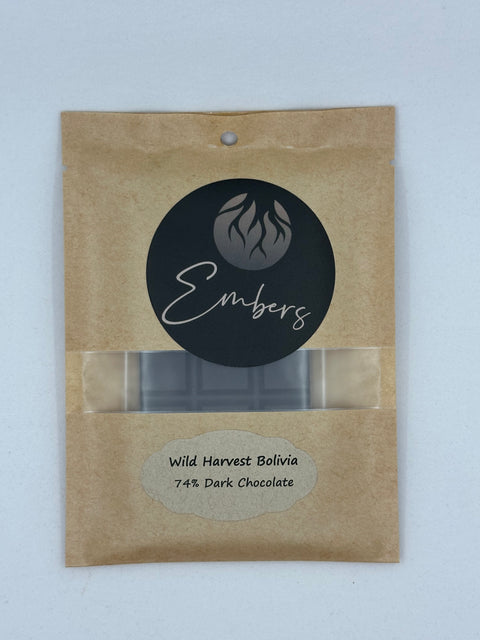 Embers
Wild Harvest Bolivia
74% Dark Chocolate